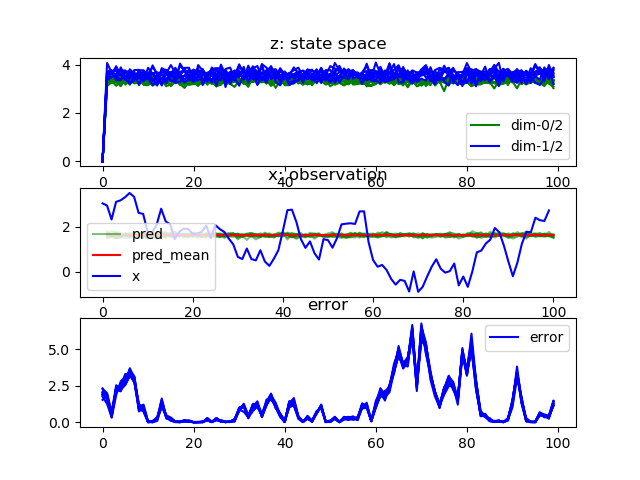 z: state space
4
2
0
dim-0/2
dim-1/2
0 20 40 60 80 100
x: observation
2
0
pred
pred_mean
x
0 20 40 60 80 100
error
5.0
2.5
0.0
error
0 20 40 60 80 100